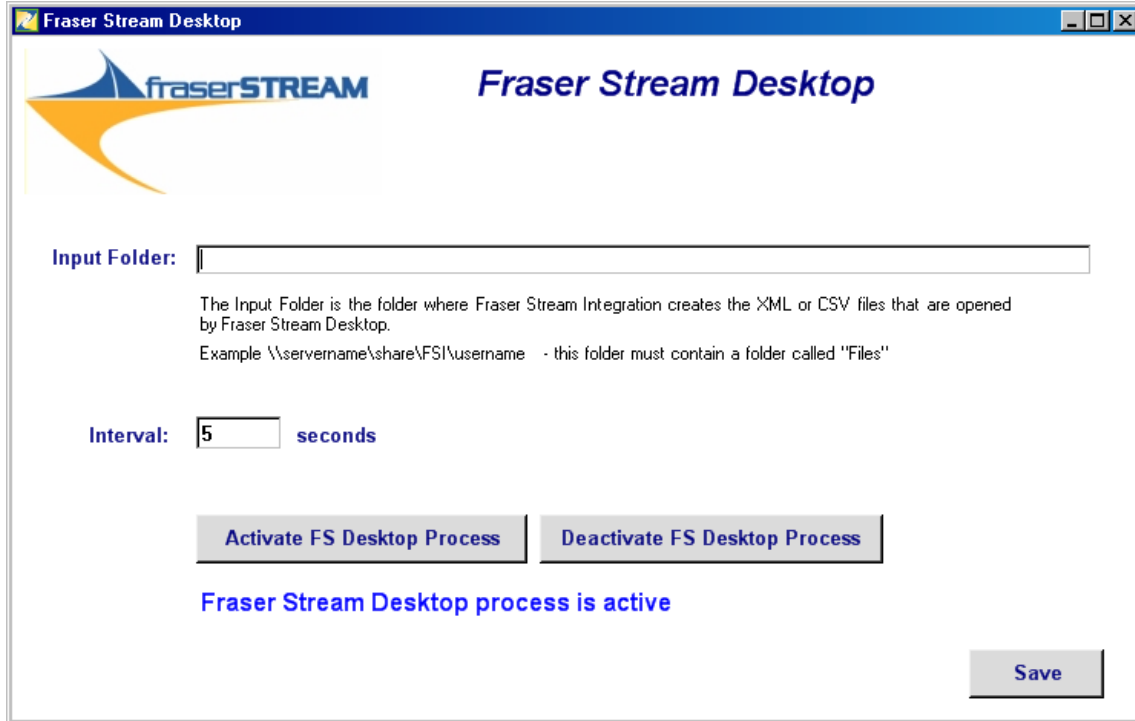 Fraser Stream Desktop
fraserSTREAM
Fraser Stream Desktop
Input Folder:
The Input Folder is the folder where Fraser Stream Integration creates the XML or CSV files that are opened
by Fraser Stream Desktop.
Example \\servername\share\FSI\username - this folder must contain a folder called "Files"
Interval: 5 seconds
Activate FS Desktop Process Deactivate FS Desktop Process
Fraser Stream Desktop process is active
Save